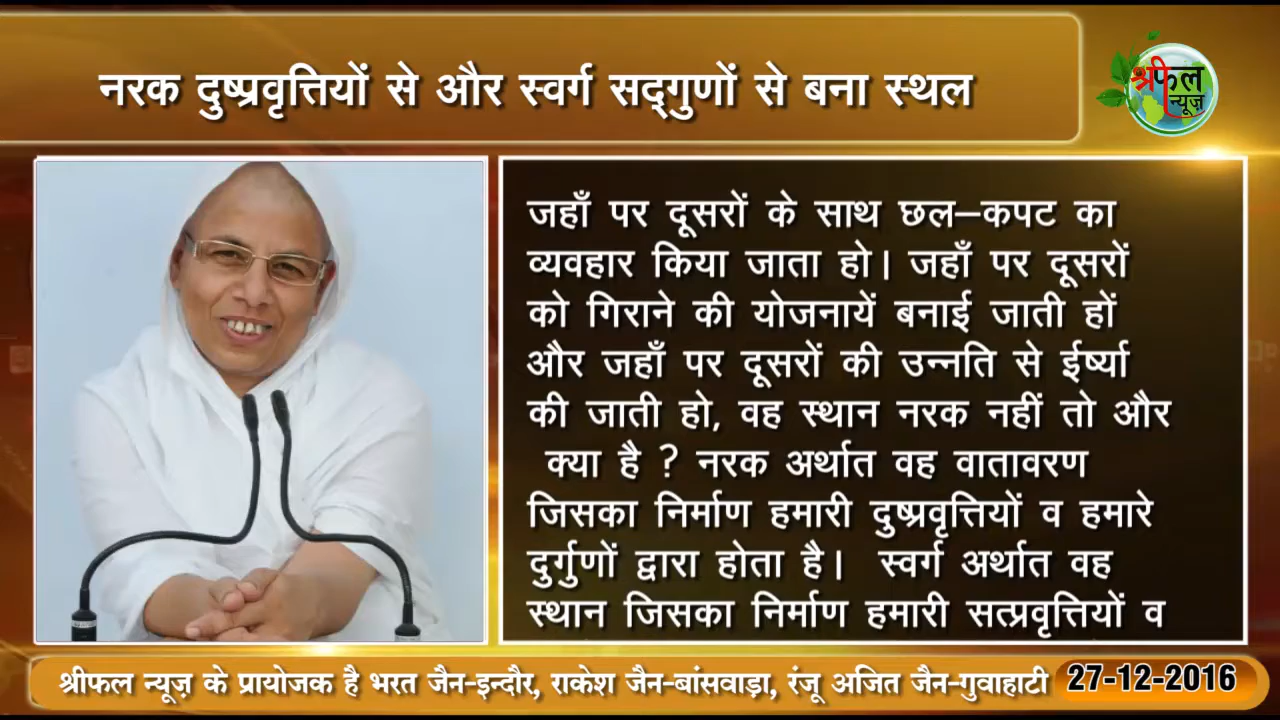 नरक दुष्प्रवृत्तियों से और स्वर्ग सद्‌गुणों से बना स्थल
श्रीफल
न्यूज़
जहाँ पर दूसरों के साथ छल–कपट का
व्यवहार किया जाता हो। जहाँ पर दूसरों
को गिराने की योजनायें बनाई जाती हों
और जहाँ पर दूसरों की उन्नति से ईर्ष्या
की जाती हो, वह स्थान नरक नहीं तो और
क्या है ? नरक अर्थात वह वातावरण
जिसका निर्माण हमारी दुष्प्रवृत्तियों व हमारे
दुर्गुणों द्वारा होता है। स्वर्ग अर्थात वह
स्थान जिसका निर्माण हमारी सत्प्रवृत्तियों व
श्रीफल न्यूज़ के प्रायोजक है भरत जैन-इन्दौर, राकेश जैन-बांसवाड़ा, रंजू अजित जैन-गुवाहाटी 27-12-2016